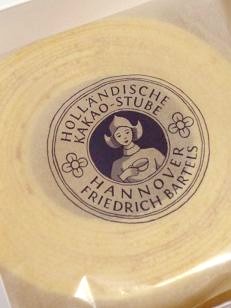 HOLLÄNDISCHE
KAKAO-STUBE
HANNOVER
FRIEDRICH BARTELS